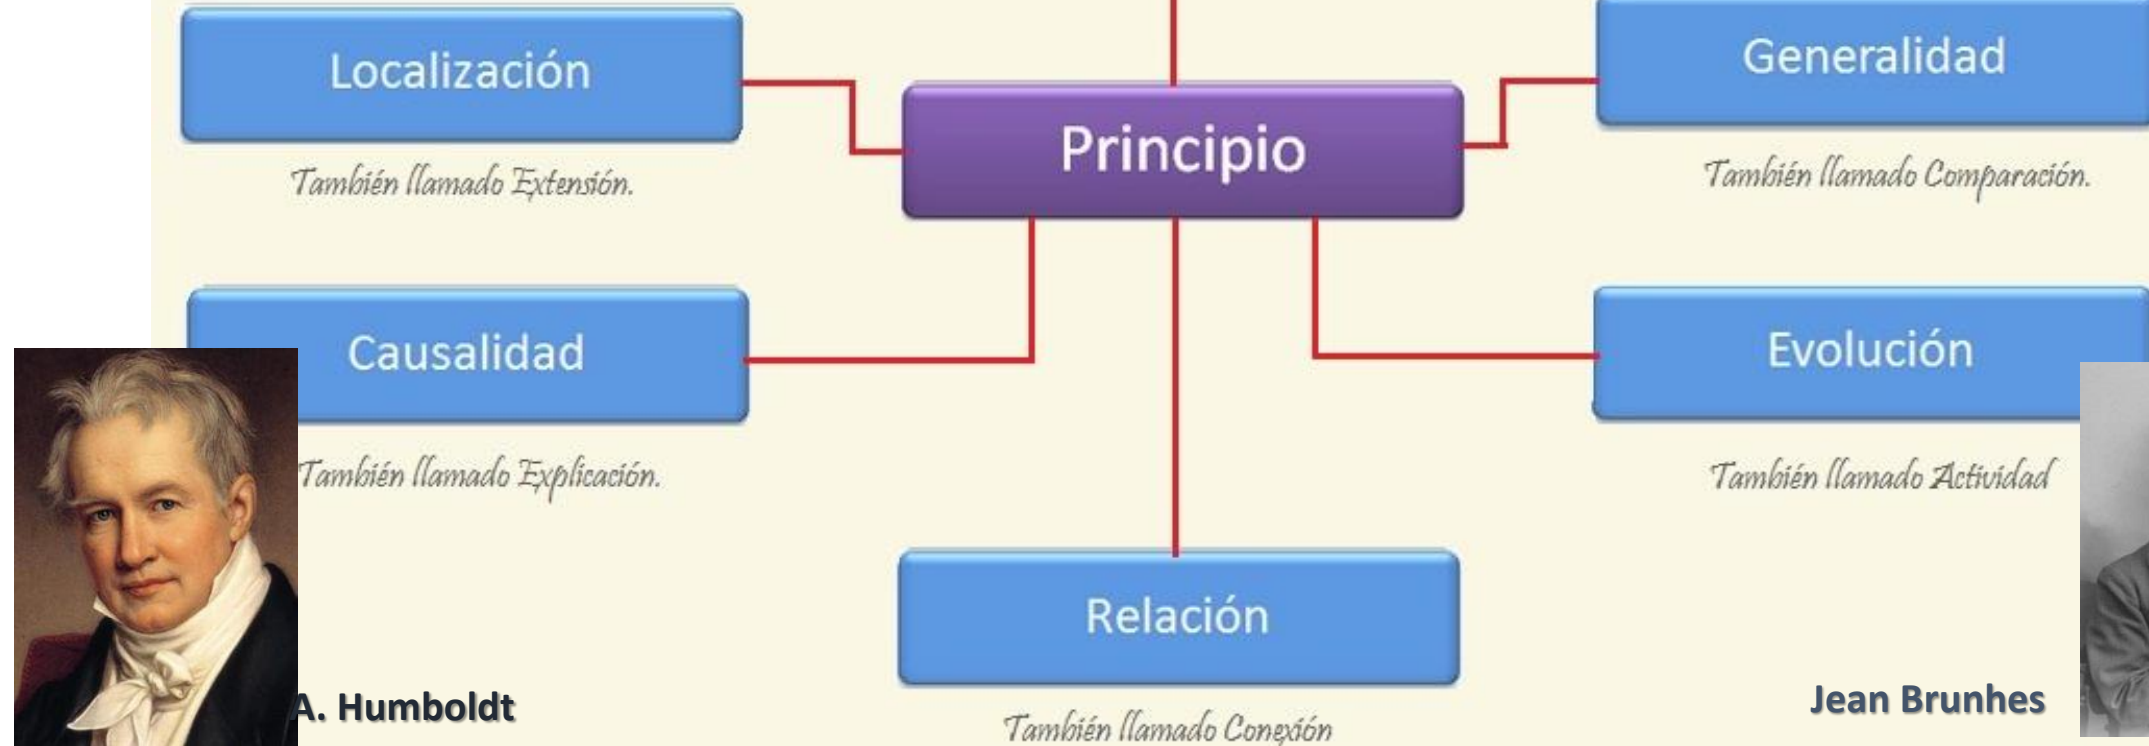 Localización
También llamado Extensión.
Principio
Generalidad
También llamado Comparación.
Causalidad
También llamado Explicación.
Evolución
También llamado Actividad
Relación
También llamado Conexión
A. Humboldt
Jean Brunhes